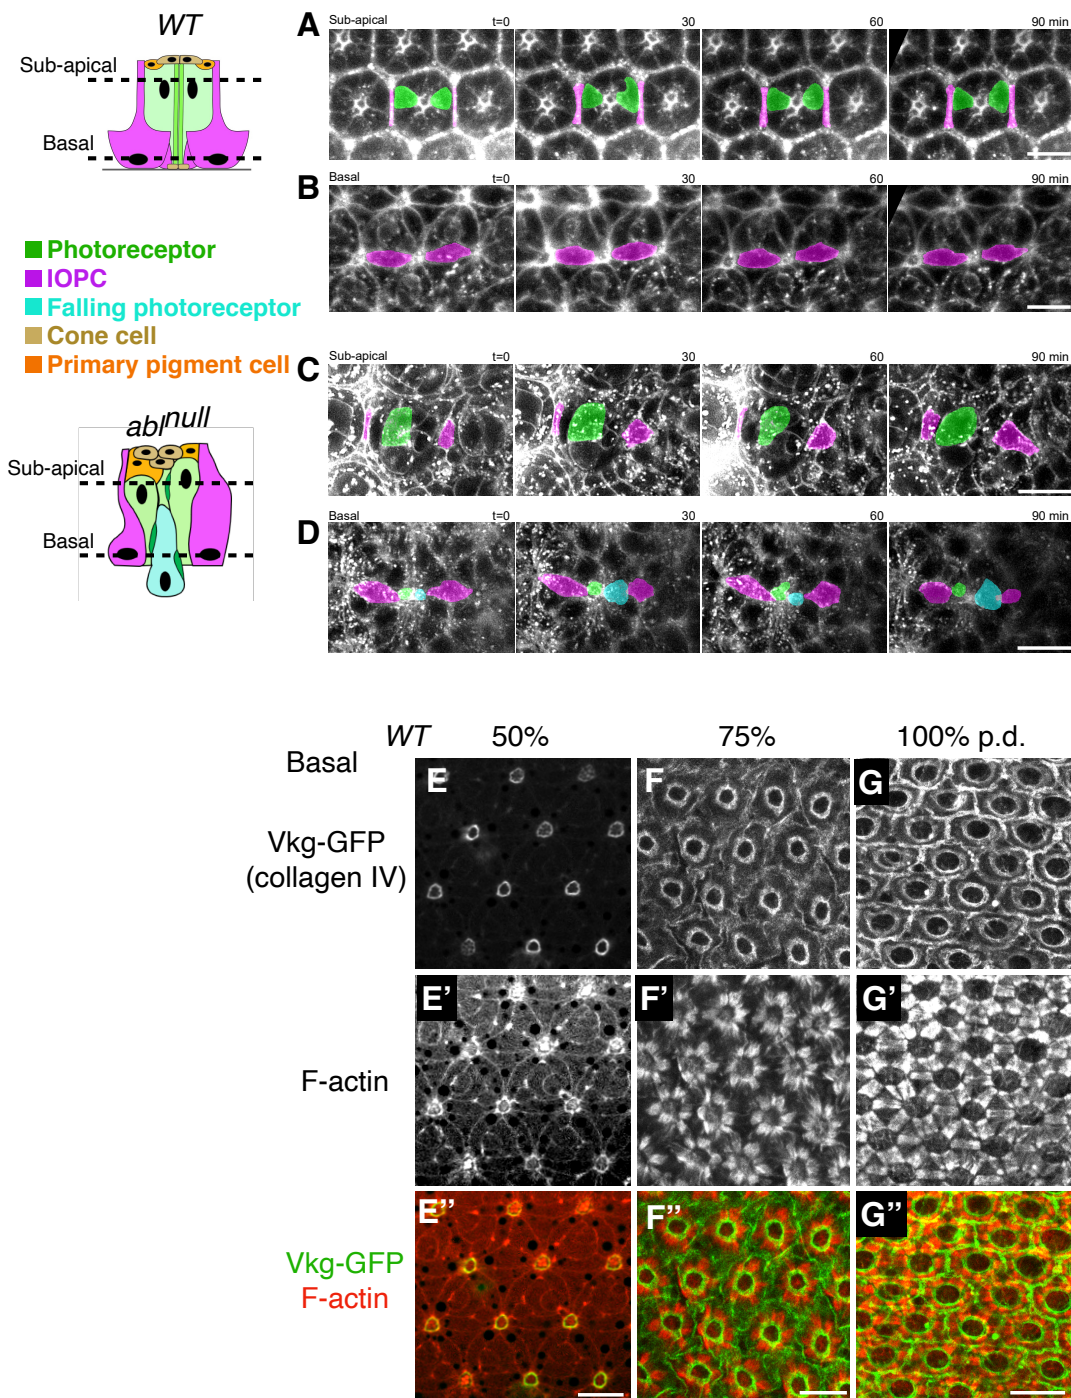 WT
Sub-apical
Basal
Photoreceptor
IOPC
Falling photoreceptor
Cone cell
Primary pigment cell
abl null
Sub-apical
Basal
A
Sub-apical
t=0
30
60
90 min
B
Basal
t=0
30
60
90 min
C
Sub-apical
t=0
30
60
90 min
D
Basal
t=0
30
60
90 min
WT 50% 75% 100% p.d.
Basal
E F G
Vkg-GFP
(collagen IV)
E' F' G'
F-actin
E" F" G"
Vkg-GFP
F-actin